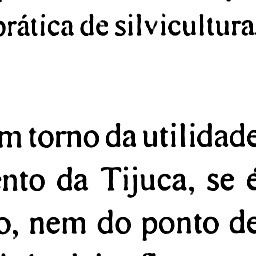 prática de silvicultura.
m torno da utilidade
ento da Tijuca, se é
o, nem do ponto de